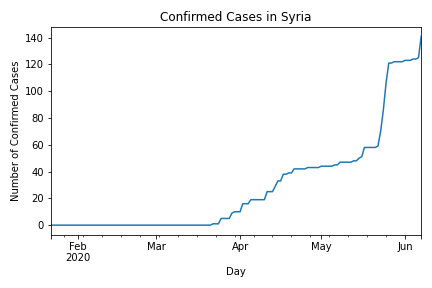 Confirmed Cases in Syria
Number of Confirmed Cases
140
120
100
80
60
40
20
0
Feb Mar Apr May Jun
2020
Day